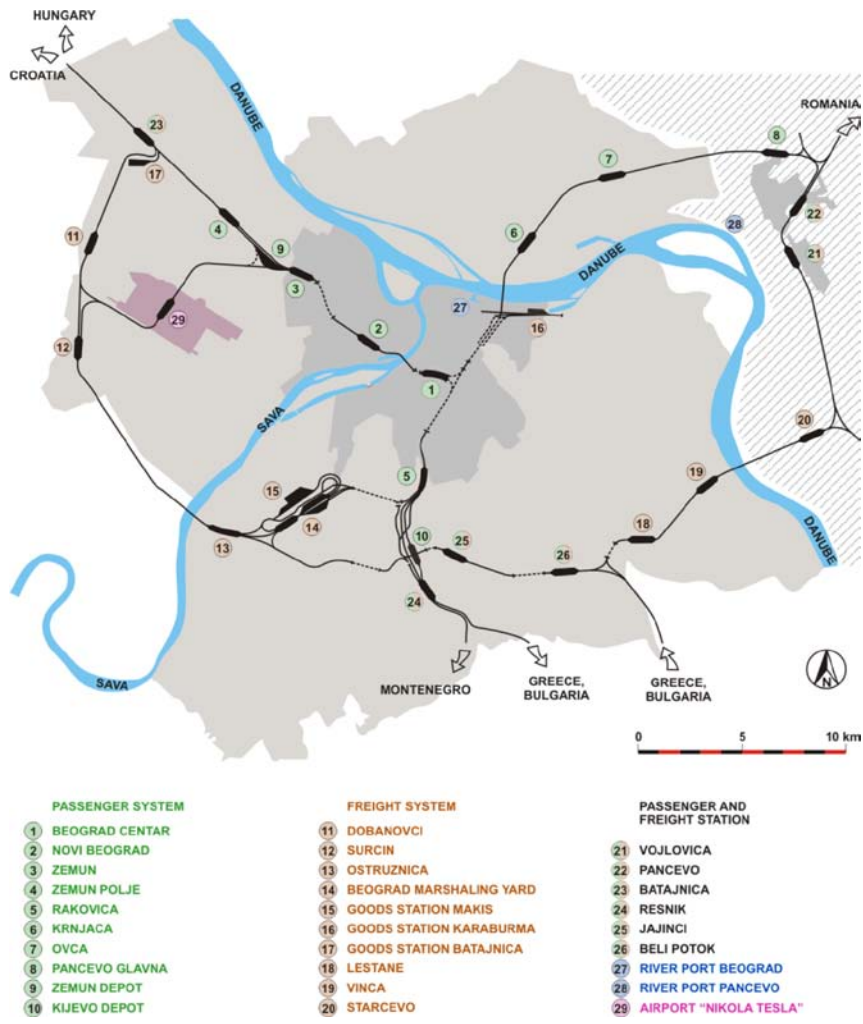 HUNGARY
CROATIA
DANUBE
ROMANIA
23
8
17
7
22
4
28
11
9
6
21
3
DANUBE
27
29
16
2
12
1
SAVA
20
5
19
15
14
18
13
10
25
26
DANUBE
24
SAVA
MONTENEGRO
GREECE,
BULGARIA
GREECE,
BULGARIA
N
0 5 10 km
PASSENGER SYSTEM
1 BEOGRAD CENTAR
2 NOVI BEOGRAD
3 ZEMUN
4 ZEMUN POLJE
5 RAKOVICA
6 KRNJACA
7 OVCA
8 PANCEVO GLAVNA
9 ZEMUN DEPOT
10 KIJEVO DEPOT
FREIGHT SYSTEM
11 DOBANOVCI
12 SURCIN
13 OSTRUZNICA
14 BEOGRAD MARSHALING YARD
15 GOODS STATION MAKIS
16 GOODS STATION KARABURMA
17 GOODS STATION BATAJNICA
18 LESTANE
19 VINCA
20 STARCEVO
PASSENGER AND
FREIGHT STATION
21 VOJLOVICA
22 PANCEVO
23 BATAJNICA
24 RESNIK
25 JAJINCI
26 BELI POTOK
27 RIVER PORT BEOGRAD
28 RIVER PORT PANCEVO
29 AIRPORT "NIKOLA TESLA"